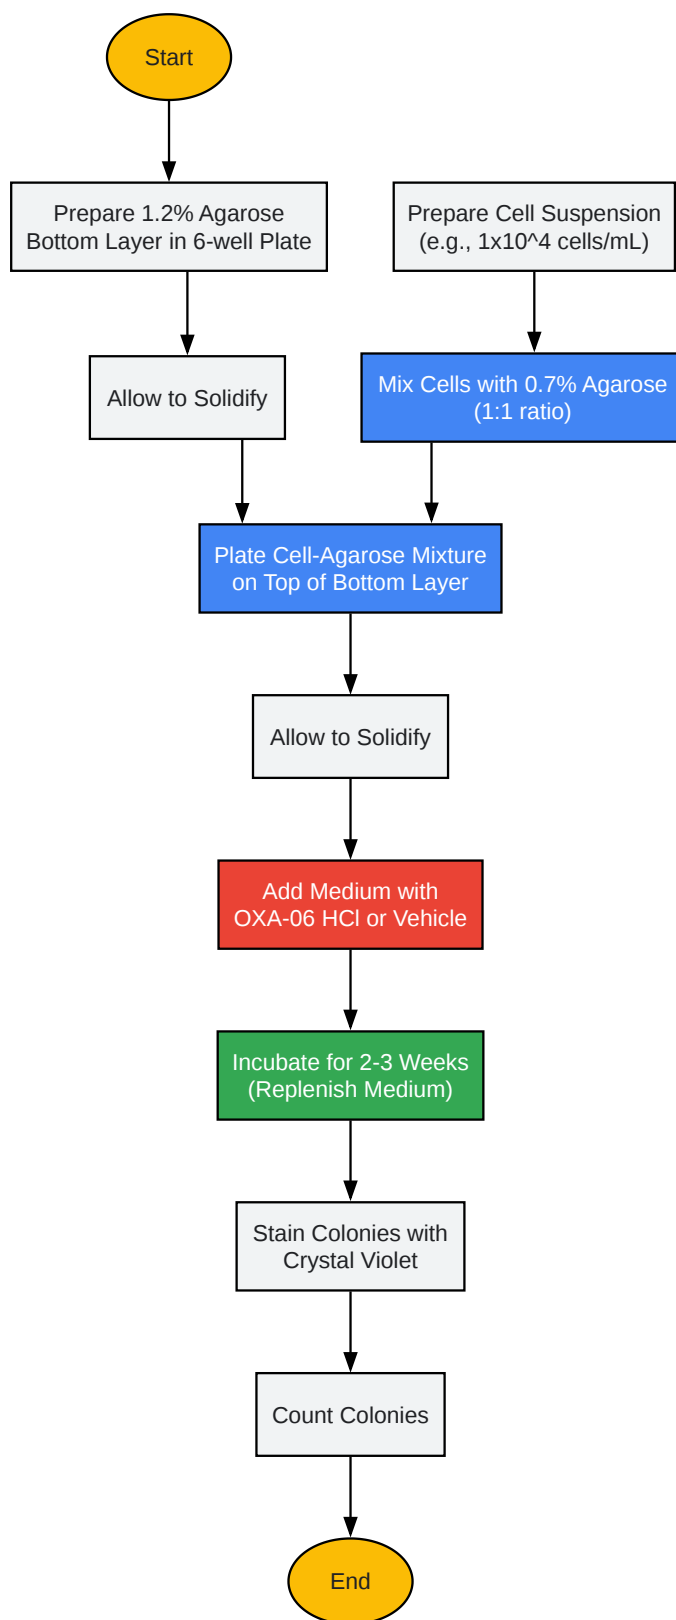 Start
Prepare 1.2% Agarose
Bottom Layer in 6-well Plate
Prepare Cell Suspension
(e.g., 1x10^4 cells/mL)
Allow to Solidify
Mix Cells with 0.7% Agarose
(1:1 ratio)
Plate Cell-Agarose Mixture
on Top of Bottom Layer
Allow to Solidify
Add Medium with
OXA-06 HCl or Vehicle
Incubate for 2-3 Weeks
(Replenish Medium)
Stain Colonies with
Crystal Violet
Count Colonies
End